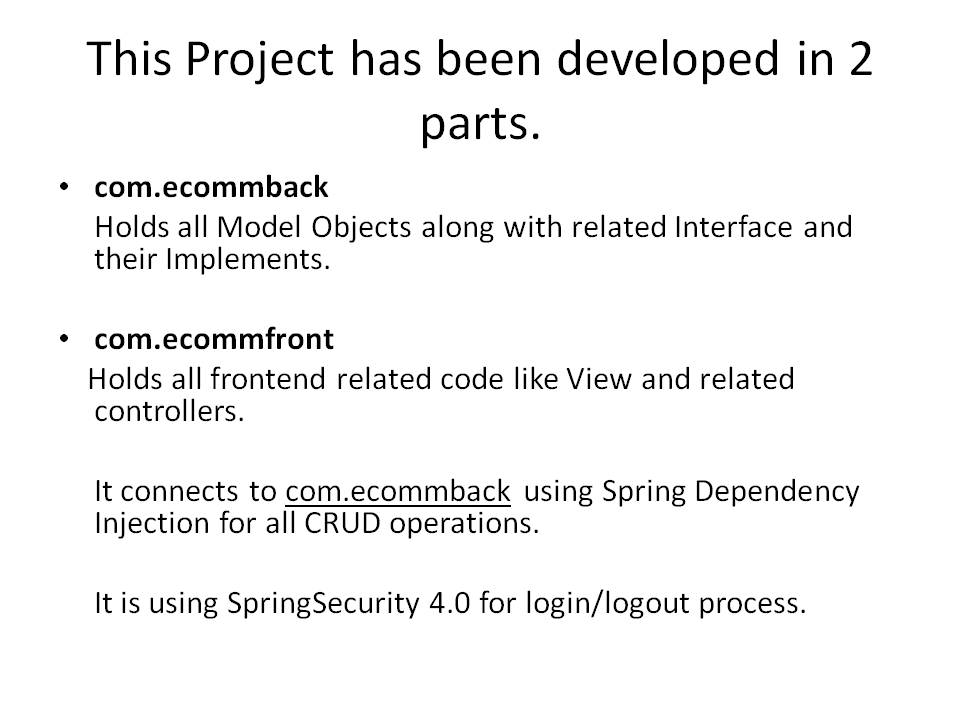 This Project has been developed in 2
parts.
• com.ecommback
Holds all Model Objects along with related Interface and
their Implements.
• com.ecommfront
Holds all frontend related code like View and related
controllers.
It connects to com.ecommback using Spring Dependency
Injection for all CRUD operations.
It is using SpringSecurity 4.0 for login/logout process.